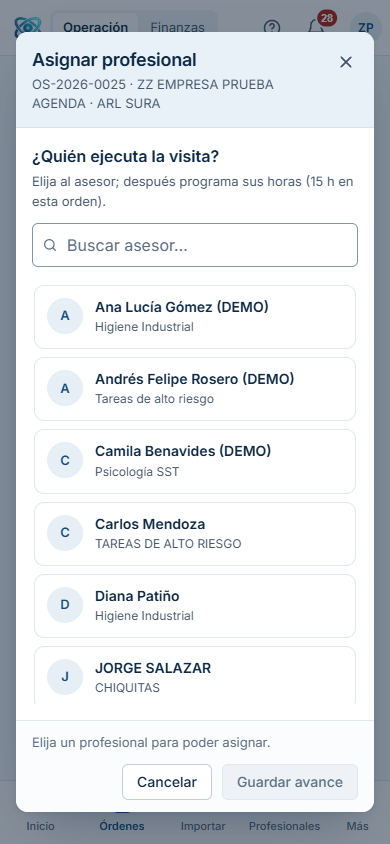 Operación Finanzas 28 ZP
Asignar profesional
OS-2026-0025 · ZZ EMPRESA PRUEBA
AGENDA · ARL SURA
¿Quién ejecuta la visita?
Elija al asesor; después programa sus horas (15 h en
esta orden).
Buscar asesor...
A
Ana Lucía Gómez (DEMO)
Higiene Industrial
A
Andrés Felipe Rosero (DEMO)
Tareas de alto riesgo
C
Camila Benavides (DEMO)
Psicología SST
C
Carlos Mendoza
TAREAS DE ALTO RIESGO
D
Diana Patiño
Higiene Industrial
J
JORGE SALAZAR
CHIQUITAS
Elija un profesional para poder asignar.
Cancelar Guardar avance
Inicio Órdenes Importar Profesionales Más